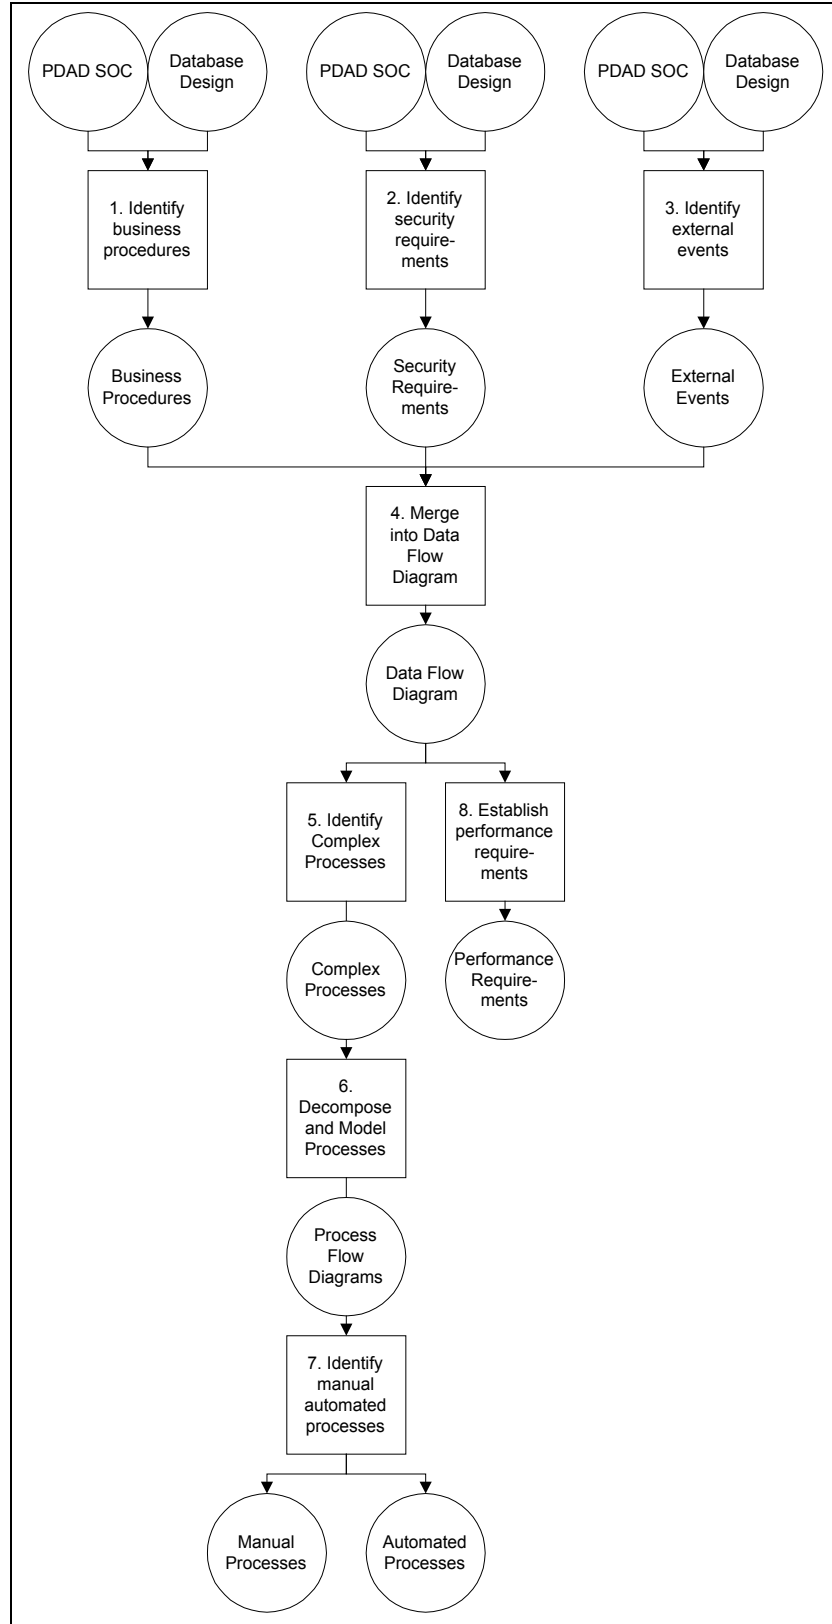 PDAD SOC
Database
Design
PDAD SOC
Database
Design
PDAD SOC
Database
Design
1. Identify
business
procedures
2. Identify
security
require-
ments
3. Identify
external
events
Business
Procedures
Security
Require-
ments
External
Events
4. Merge
into Data
Flow
Diagram
Data Flow
Diagram
5. Identify
Complex
Processes
8. Establish
performance
require-
ments
Complex
Processes
Performance
Require-
ments
6.
Decompose
and Model
Processes
Process
Flow
Diagrams
7. Identify
manual
automated
processes
Manual
Processes
Automated
Processes